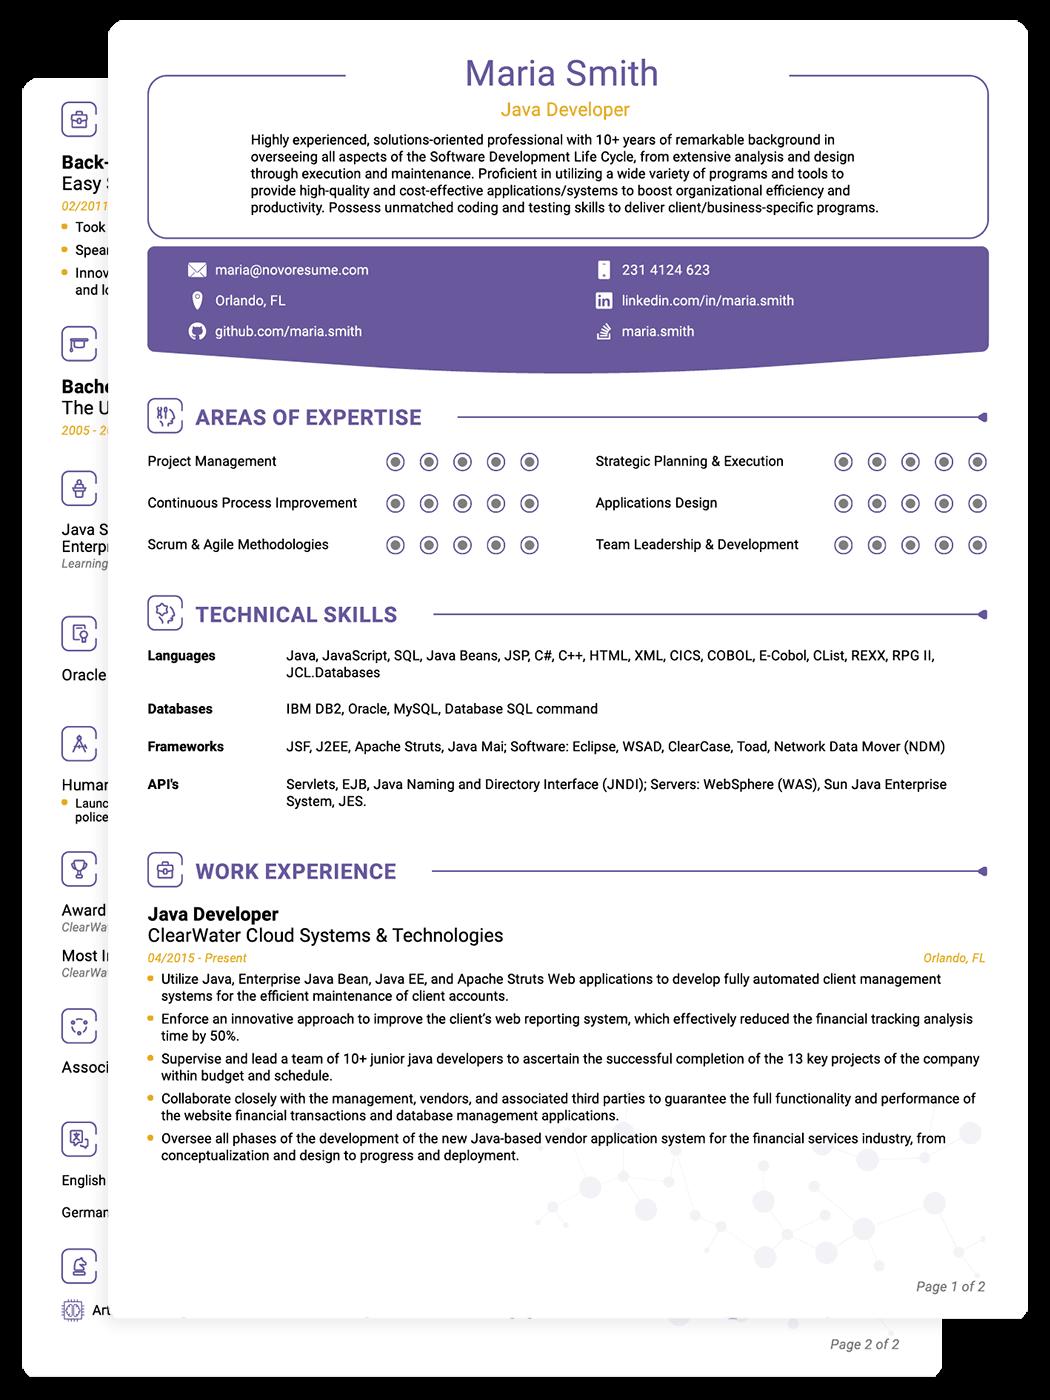 Maria Smith
Java Developer
Highly experienced, solutions-oriented professional with 10+ years of remarkable background in
overseeing all aspects of the Software Development Life Cycle, from extensive analysis and design
through execution and maintenance. Proficient in utilizing a wide variety of programs and tools to
provide high-quality and cost-effective applications/systems to boost organizational efficiency and
productivity. Possess unmatched coding and testing skills to deliver client/business-specific programs.
maria@novoresume.com
231 4124 623
Orlando, FL
linkedin.com/in/maria.smith
github.com/maria.smith
maria.smith
AREAS OF EXPERTISE
Project Management
Strategic Planning & Execution
Continuous Process Improvement
Applications Design
Scrum & Agile Methodologies
Team Leadership & Development
TECHNICAL SKILLS
Languages
Java, JavaScript, SQL, Java Beans, JSP, C#, C++, HTML, XML, CICS, COBOL, E-Cobol, CList, REXX, RPG II,
JCL.Databases
Databases
IBM DB2, Oracle, MySQL, Database SQL command
Frameworks
JSF, J2EE, Apache Struts, Java Mai; Software: Eclipse, WSAD, ClearCase, Toad, Network Data Mover (NDM)
API's
Servlets, EJB, Java Naming and Directory Interface (JNDI); Servers: WebSphere (WAS), Sun Java Enterprise
System, JES.
WORK EXPERIENCE
Java Developer
ClearWater Cloud Systems & Technologies
04/2015 - Present
Orlando, FL
Utilize Java, Enterprise Java Bean, Java EE, and Apache Struts Web applications to develop fully automated client management
systems for the efficient maintenance of client accounts.
Enforce an innovative approach to improve the client's web reporting system, which effectively reduced the financial tracking analysis
time by 50%.
Supervise and lead a team of 10+ junior java developers to ascertain the successful completion of the 13 key projects of the company
within budget and schedule.
Collaborate closely with the management, vendors, and associated third parties to guarantee the full functionality and performance of
the website financial transactions and database management applications.
Oversee all phases of the development of the new Java-based vendor application system for the financial services industry, from
conceptualization and design to progress and deployment.
Page 1 of 2
Back-
Easy
02/2011
Took
Spear
Innov
and lo
Bache
The U
2005 - 20
Java S
Enterp
Learning
Oracle
Human
Launc
police
Award
ClearWa
Most In
ClearWa
Associ
English
German
Art
Page 2 of 2